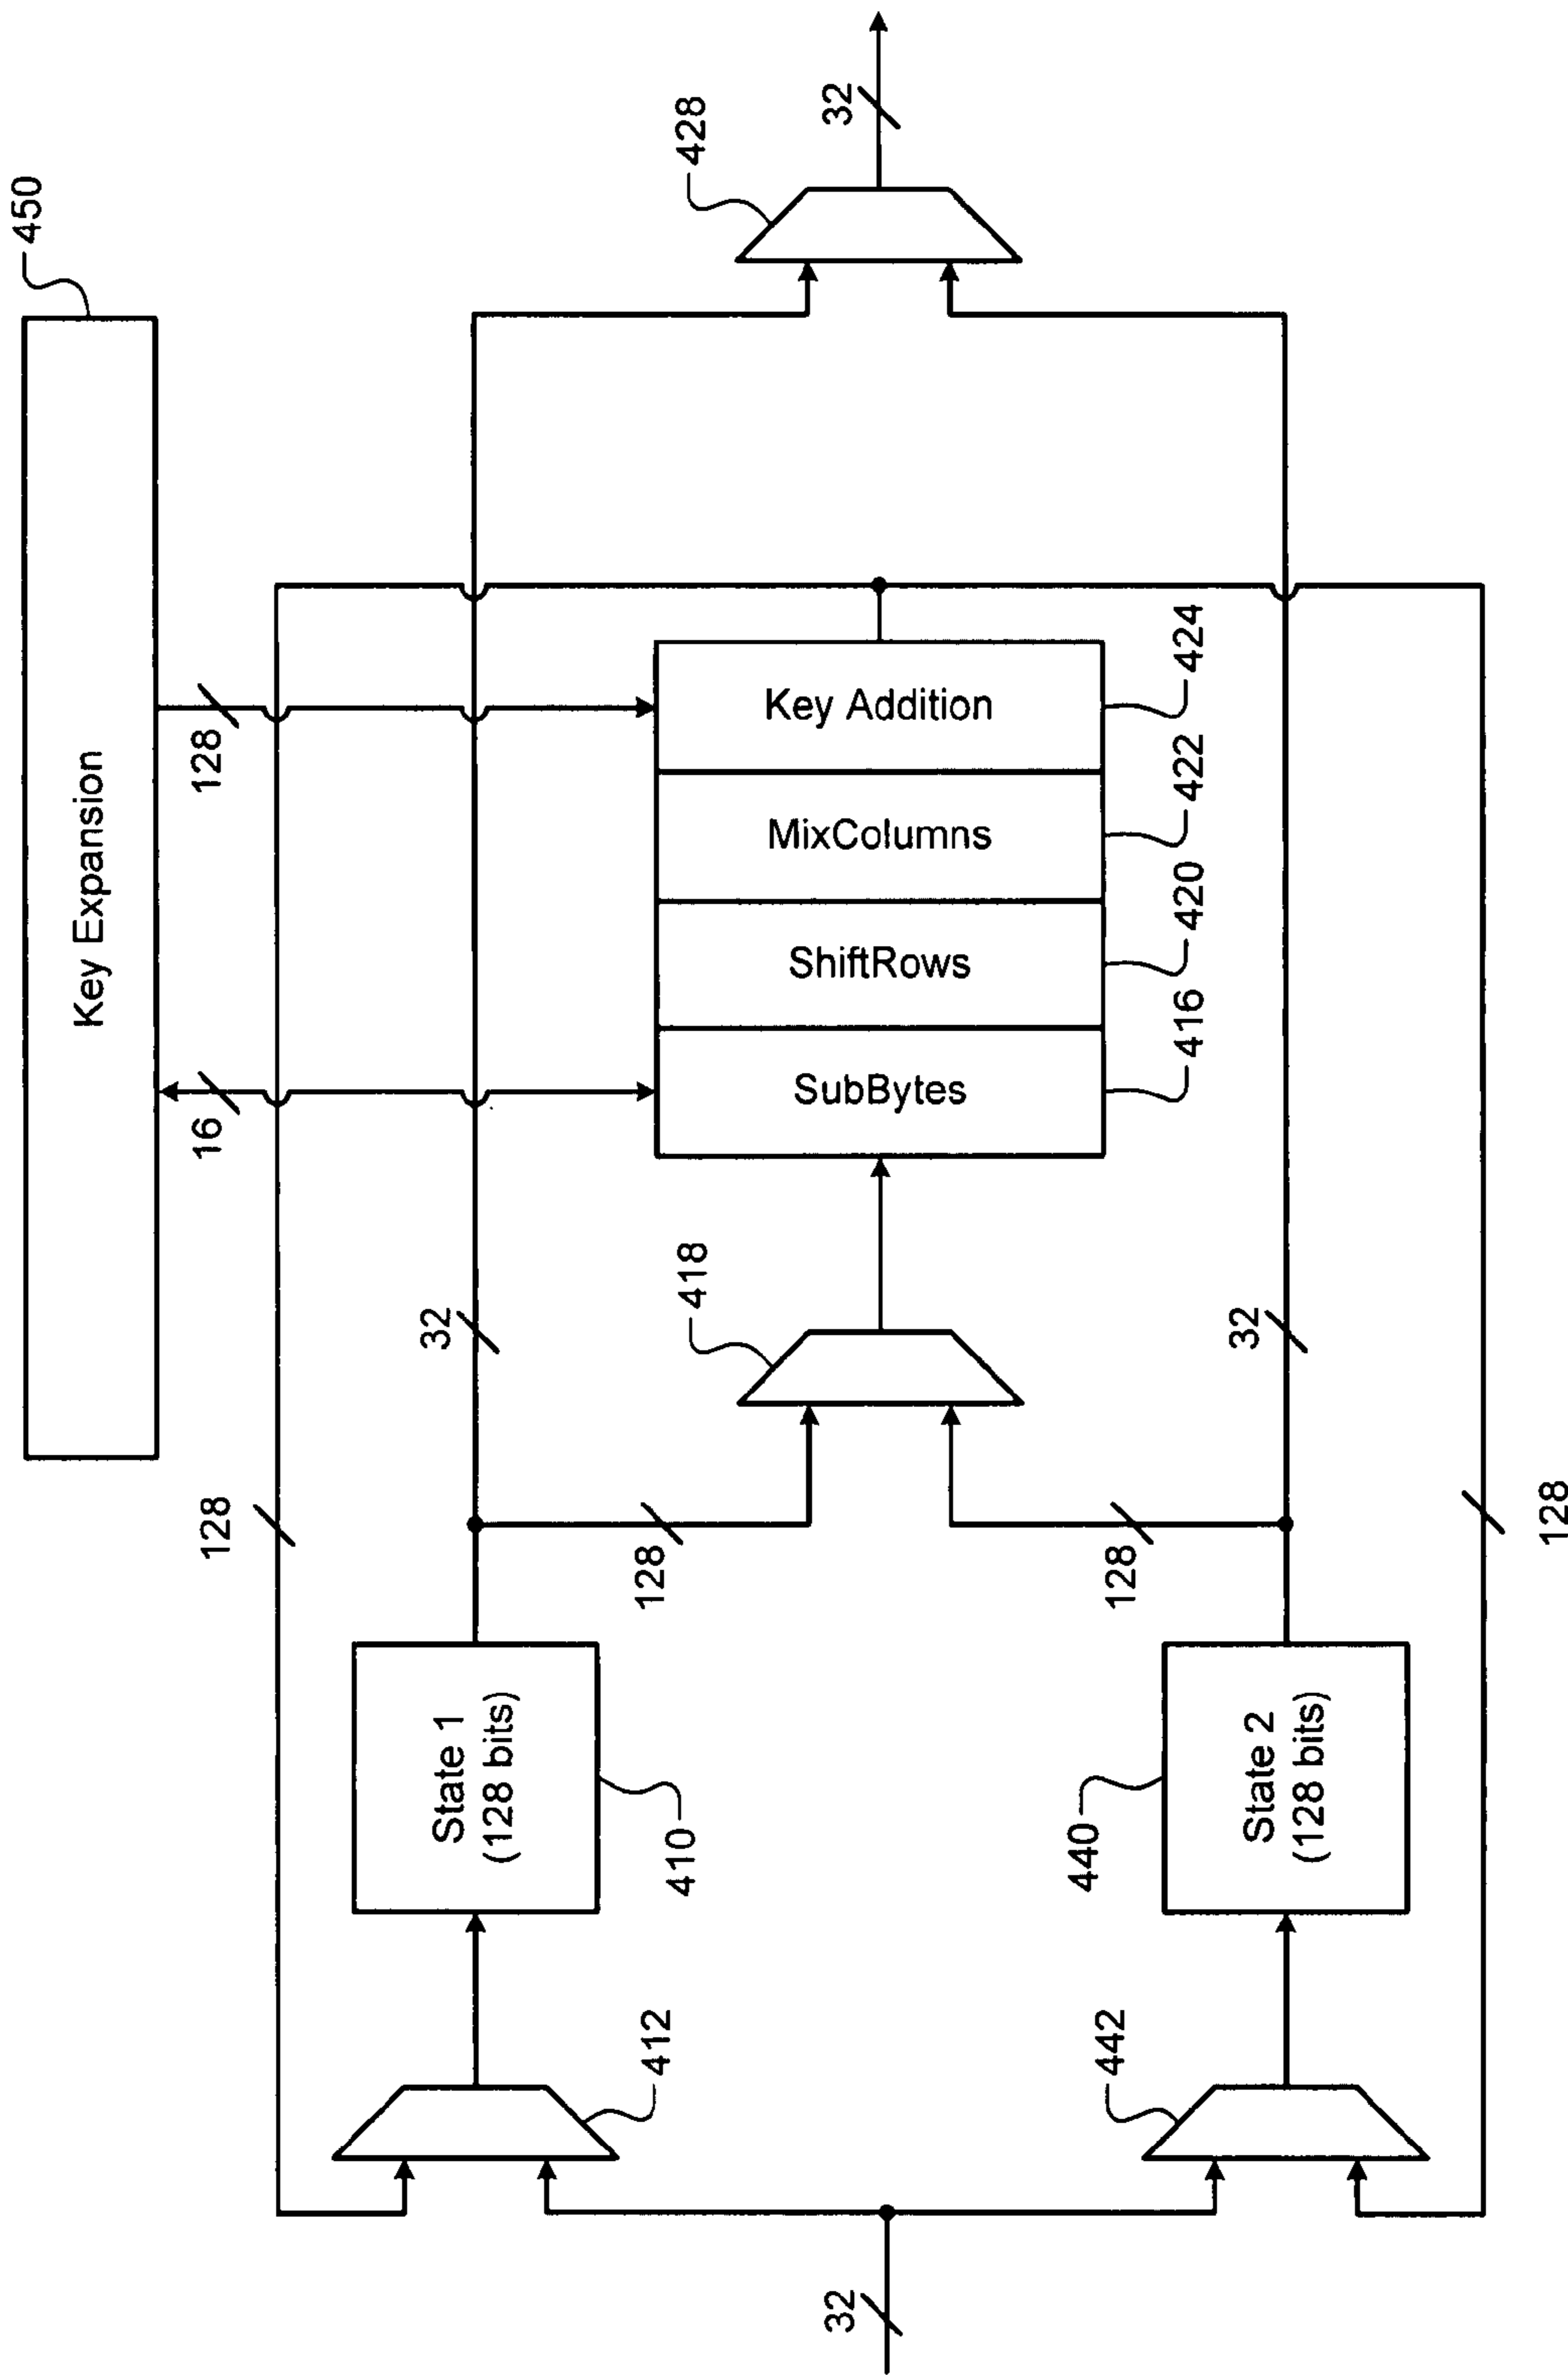 450
Key Expansion
128
16
128
32
428
32
Key Addition
MixColumns
ShiftRows
SubBytes
424
422
420
416
418
32
128
128
128
State 1
(128 bits)
410
State 2
(128 bits)
440
412
442
32